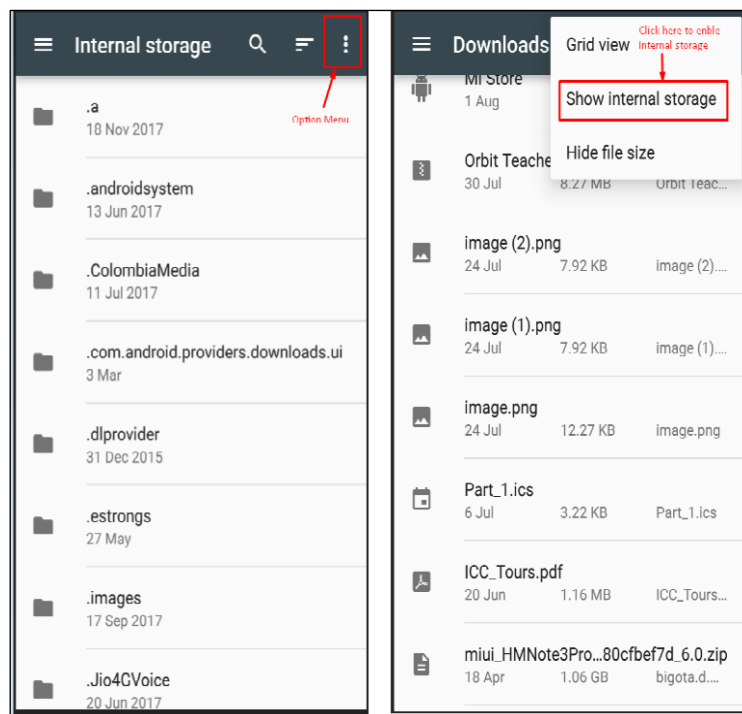 Internal storage
Option Menu
.a
18 Nov 2017
.androidsystem
13 Jun 2017
.ColombiaMedia
11 Jul 2017
.com.android.providers.downloads.ui
3 Mar
.dlprovider
31 Dec 2015
.estrongs
27 May
.images
17 Sep 2017
.Jio4GVoice
20 Jun 2017
Downloads
Click here to enble
Internal storage
Grid view
Show internal storage
Hide file size
Mi Store
1 Aug
Orbit Teache
30 Jul 8.27 MB Orbit Teac...
image (2).png
24 Jul 7.92 KB image (2)....
image (1).png
24 Jul 7.92 KB image (1)....
image.png
24 Jul 12.27 KB image.png
Part_1.ics
6 Jul 3.22 KB Part_1.ics
ICC_Tours.pdf
20 Jun 1.16 MB ICC_Tours...
miui_HMNote3Pro...80cfbef7d_6.0.zip
18 Apr 1.06 GB bigota.d....